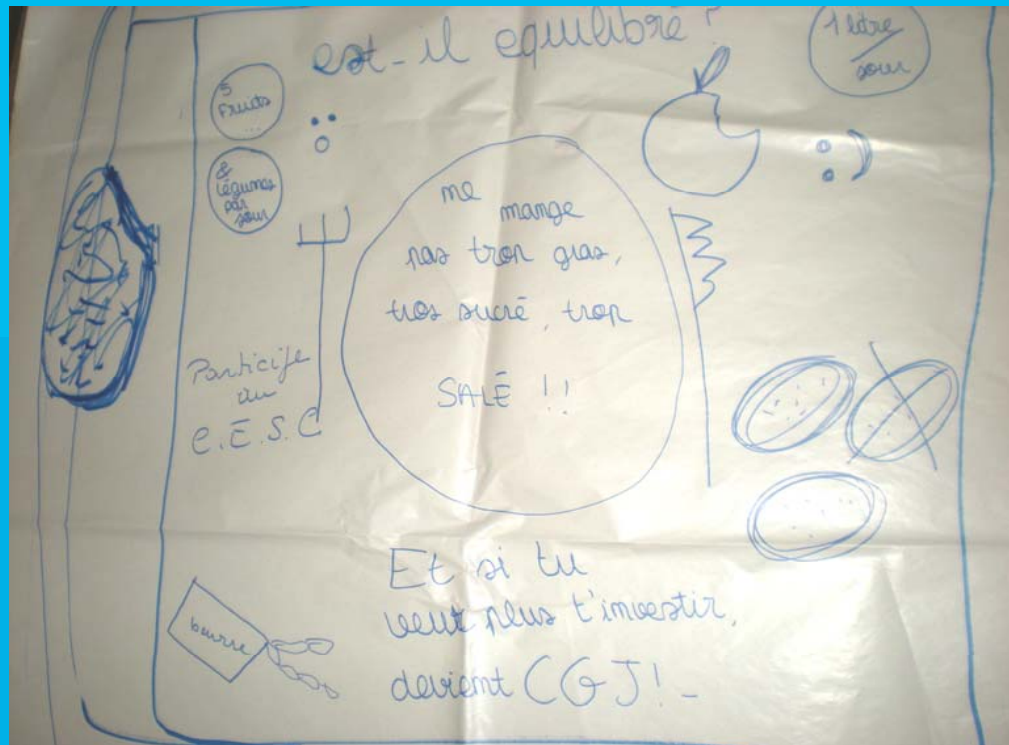 est-il equilibré ?
1 litre
/ jour
5
Fruits
...
&
légumes
par
jour
ne mange
pas trop gras,
trop sucré, trop
SALÉ !!
Participe
au
C.E.S.C
Et si tu
veut plus t'investir,
devient CGJ! -
beurre